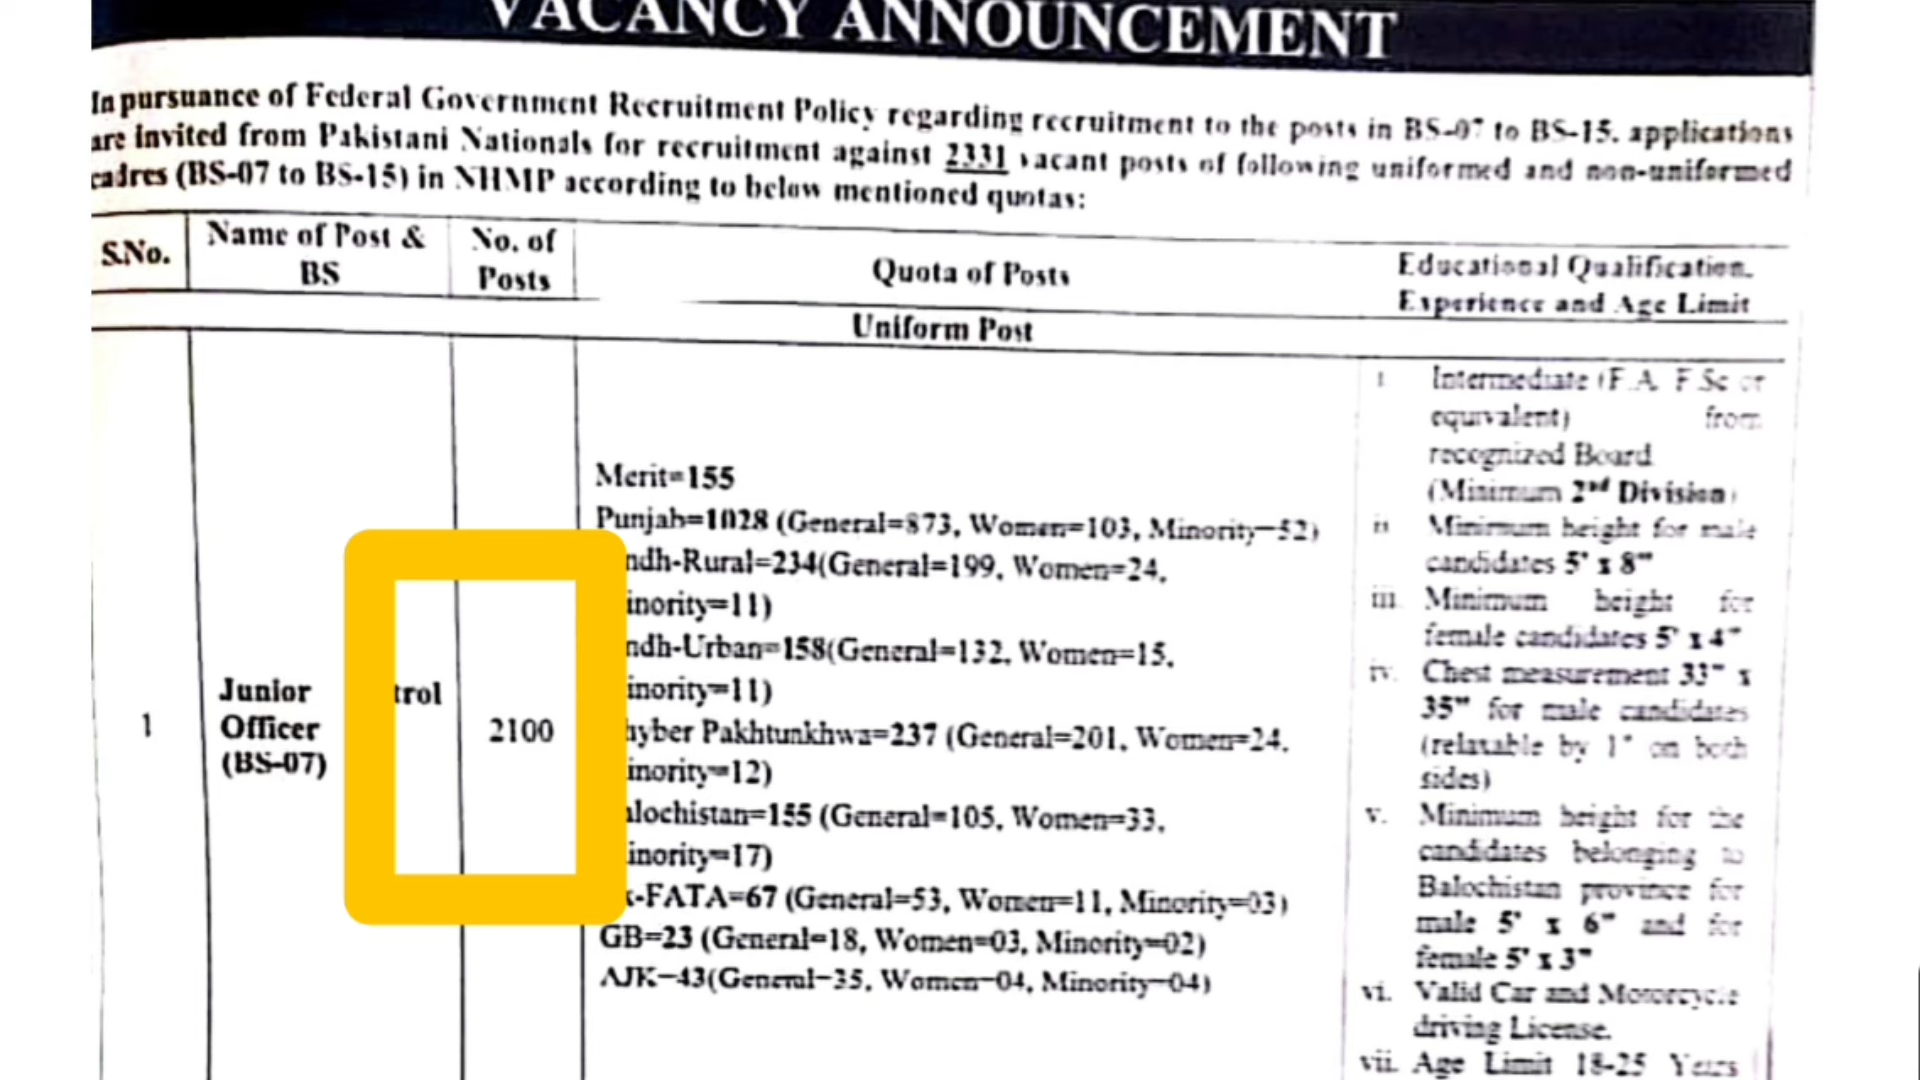 VACANCY ANNOUNCEMENT
In pursuance of Federal Government Recruitment Policy regarding recruitment to the posts in BS-07 to BS-15. applications
are invited from Pakistani Nationals for recruitment against 2331 vacant posts of following uniformed and non-uniformed
cadres (BS-07 to BS-15) in NHMP according to below mentioned quotas:
S.No.
Name of Post &
BS
No. of
Posts
Quota of Posts
Educational Qualification.
Experience and Age Limit
Uniform Post
1
Junior trol
Officer
(BS-07)
2100
Merit=155
Punjab=1028 (General=873, Women=103, Minority=52)
ndh-Rural=234(General=199, Women=24,
inority=11)
ndh-Urban=158(General=132, Women=15,
inority=11)
hyber Pakhtunkhwa=237 (General=201, Women=24,
inority=12)
alochistan=155 (General=105, Women=33,
inority=17)
x-FATA=67 (General=53, Women=11, Minority=03)
GB=23 (General=18, Women=03, Minority=02)
AJK=43(General=35, Women=04, Minority=04)
i. Intermediate (F.A. F.Sc or
equivalent) from
recognized Board
(Minimum 2nd Division)
ii. Minimum height for male
candidates 5' x 8"
iii. Minimum height for
female candidates 5' x 4"
iv. Chest measurement 33" x
35" for male candidates
(relaxable by 1" on both
sides)
v. Minimum height for the
candidates belonging to
Balochistan province for
male 5' x 6" and for
female 5' x 3"
vi. Valid Car and Motorcycle
driving License.
vii. Age Limit 18-25 Years